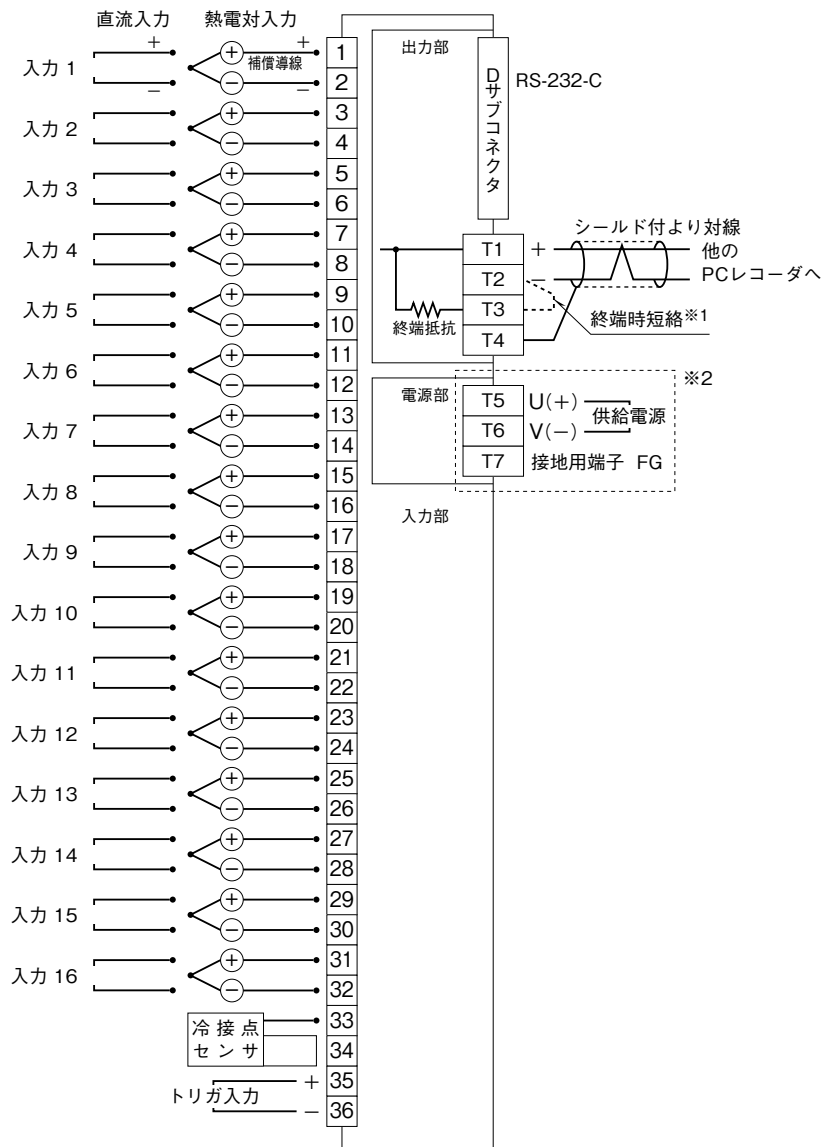 直流入力 熱電対入力
入力 1 + − + 補償導線 + − − 1 2
入力 2 + − 3 4
入力 3 + − 5 6
入力 4 + − 7 8
入力 5 + − 9 10
入力 6 + − 11 12
入力 7 + − 13 14
入力 8 + − 15 16
入力 9 + − 17 18
入力 10 + − 19 20
入力 11 + − 21 22
入力 12 + − 23 24
入力 13 + − 25 26
入力 14 + − 27 28
入力 15 + − 29 30
入力 16 + − 31 32
冷接点
センサ
33
34
トリガ入力 + 35
− 36
出力部
Dサブコネクタ
RS-232-C
シールド付より対線
T1 +
T2 −
T3
T4
他の
PCレコーダへ
終端抵抗
終端時短絡※1
※2
電源部
T5 U(+)
T6 V(−)
供給電源
T7 接地用端子 FG
入力部